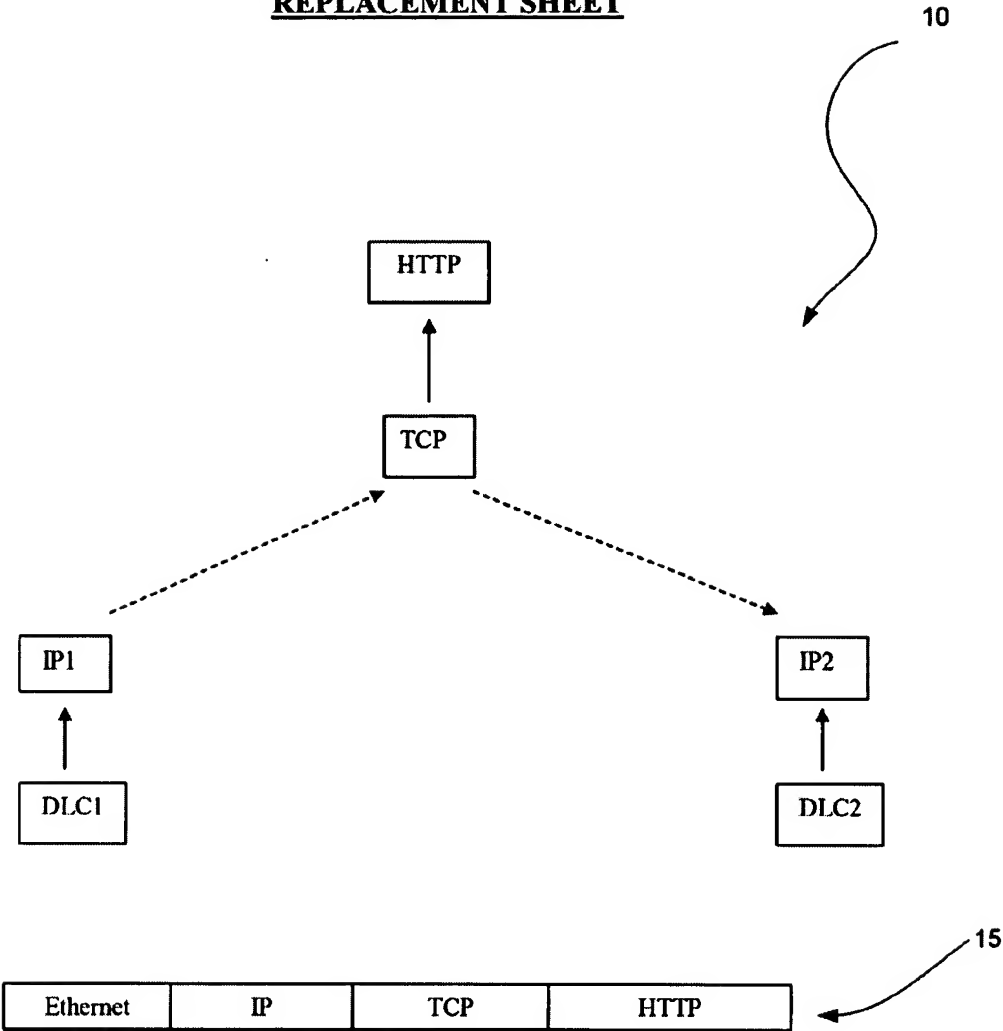 REPLACEMENT SHEET
10
HTTP
TCP
IP1 IP2
DLC1 DLC2
15
Ethernet IP TCP HTTP